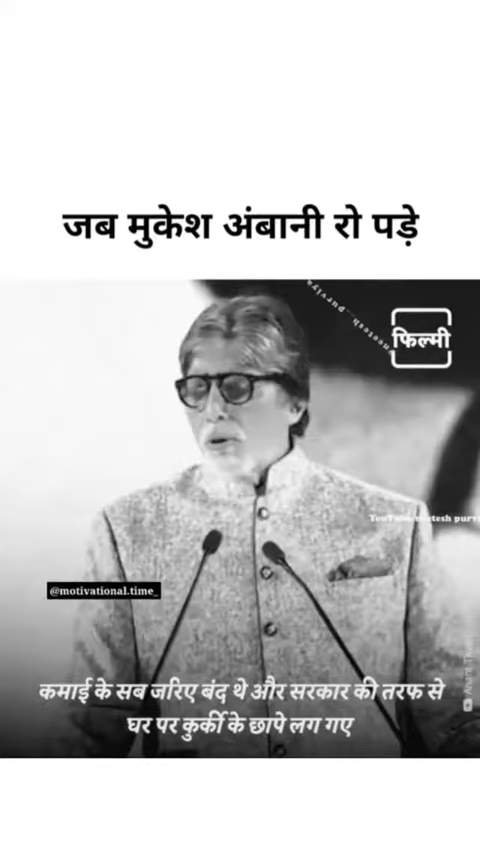 जब मुकेश अंबानी रो पड़े
फिल्मी
@motivational.time_
कमाई के सब जरिए बंद थे और सरकार की तरफ से
घर पर कुर्की के छापे लग गए